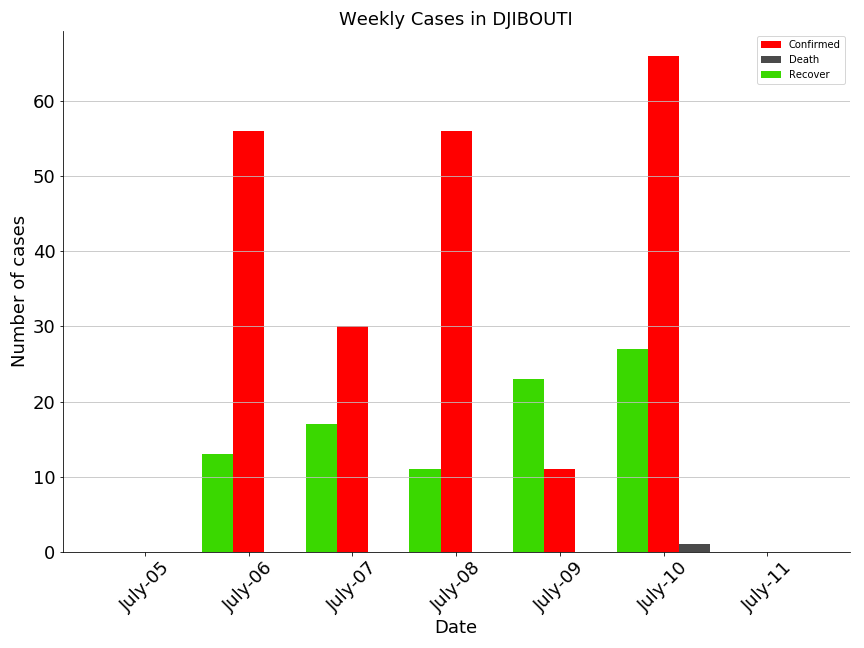 Weekly Cases in DJIBOUTI
Confirmed
Death
Recover
Number of cases
60
50
40
30
20
10
0
July-05
July-06
July-07
July-08
July-09
July-10
July-11
Date